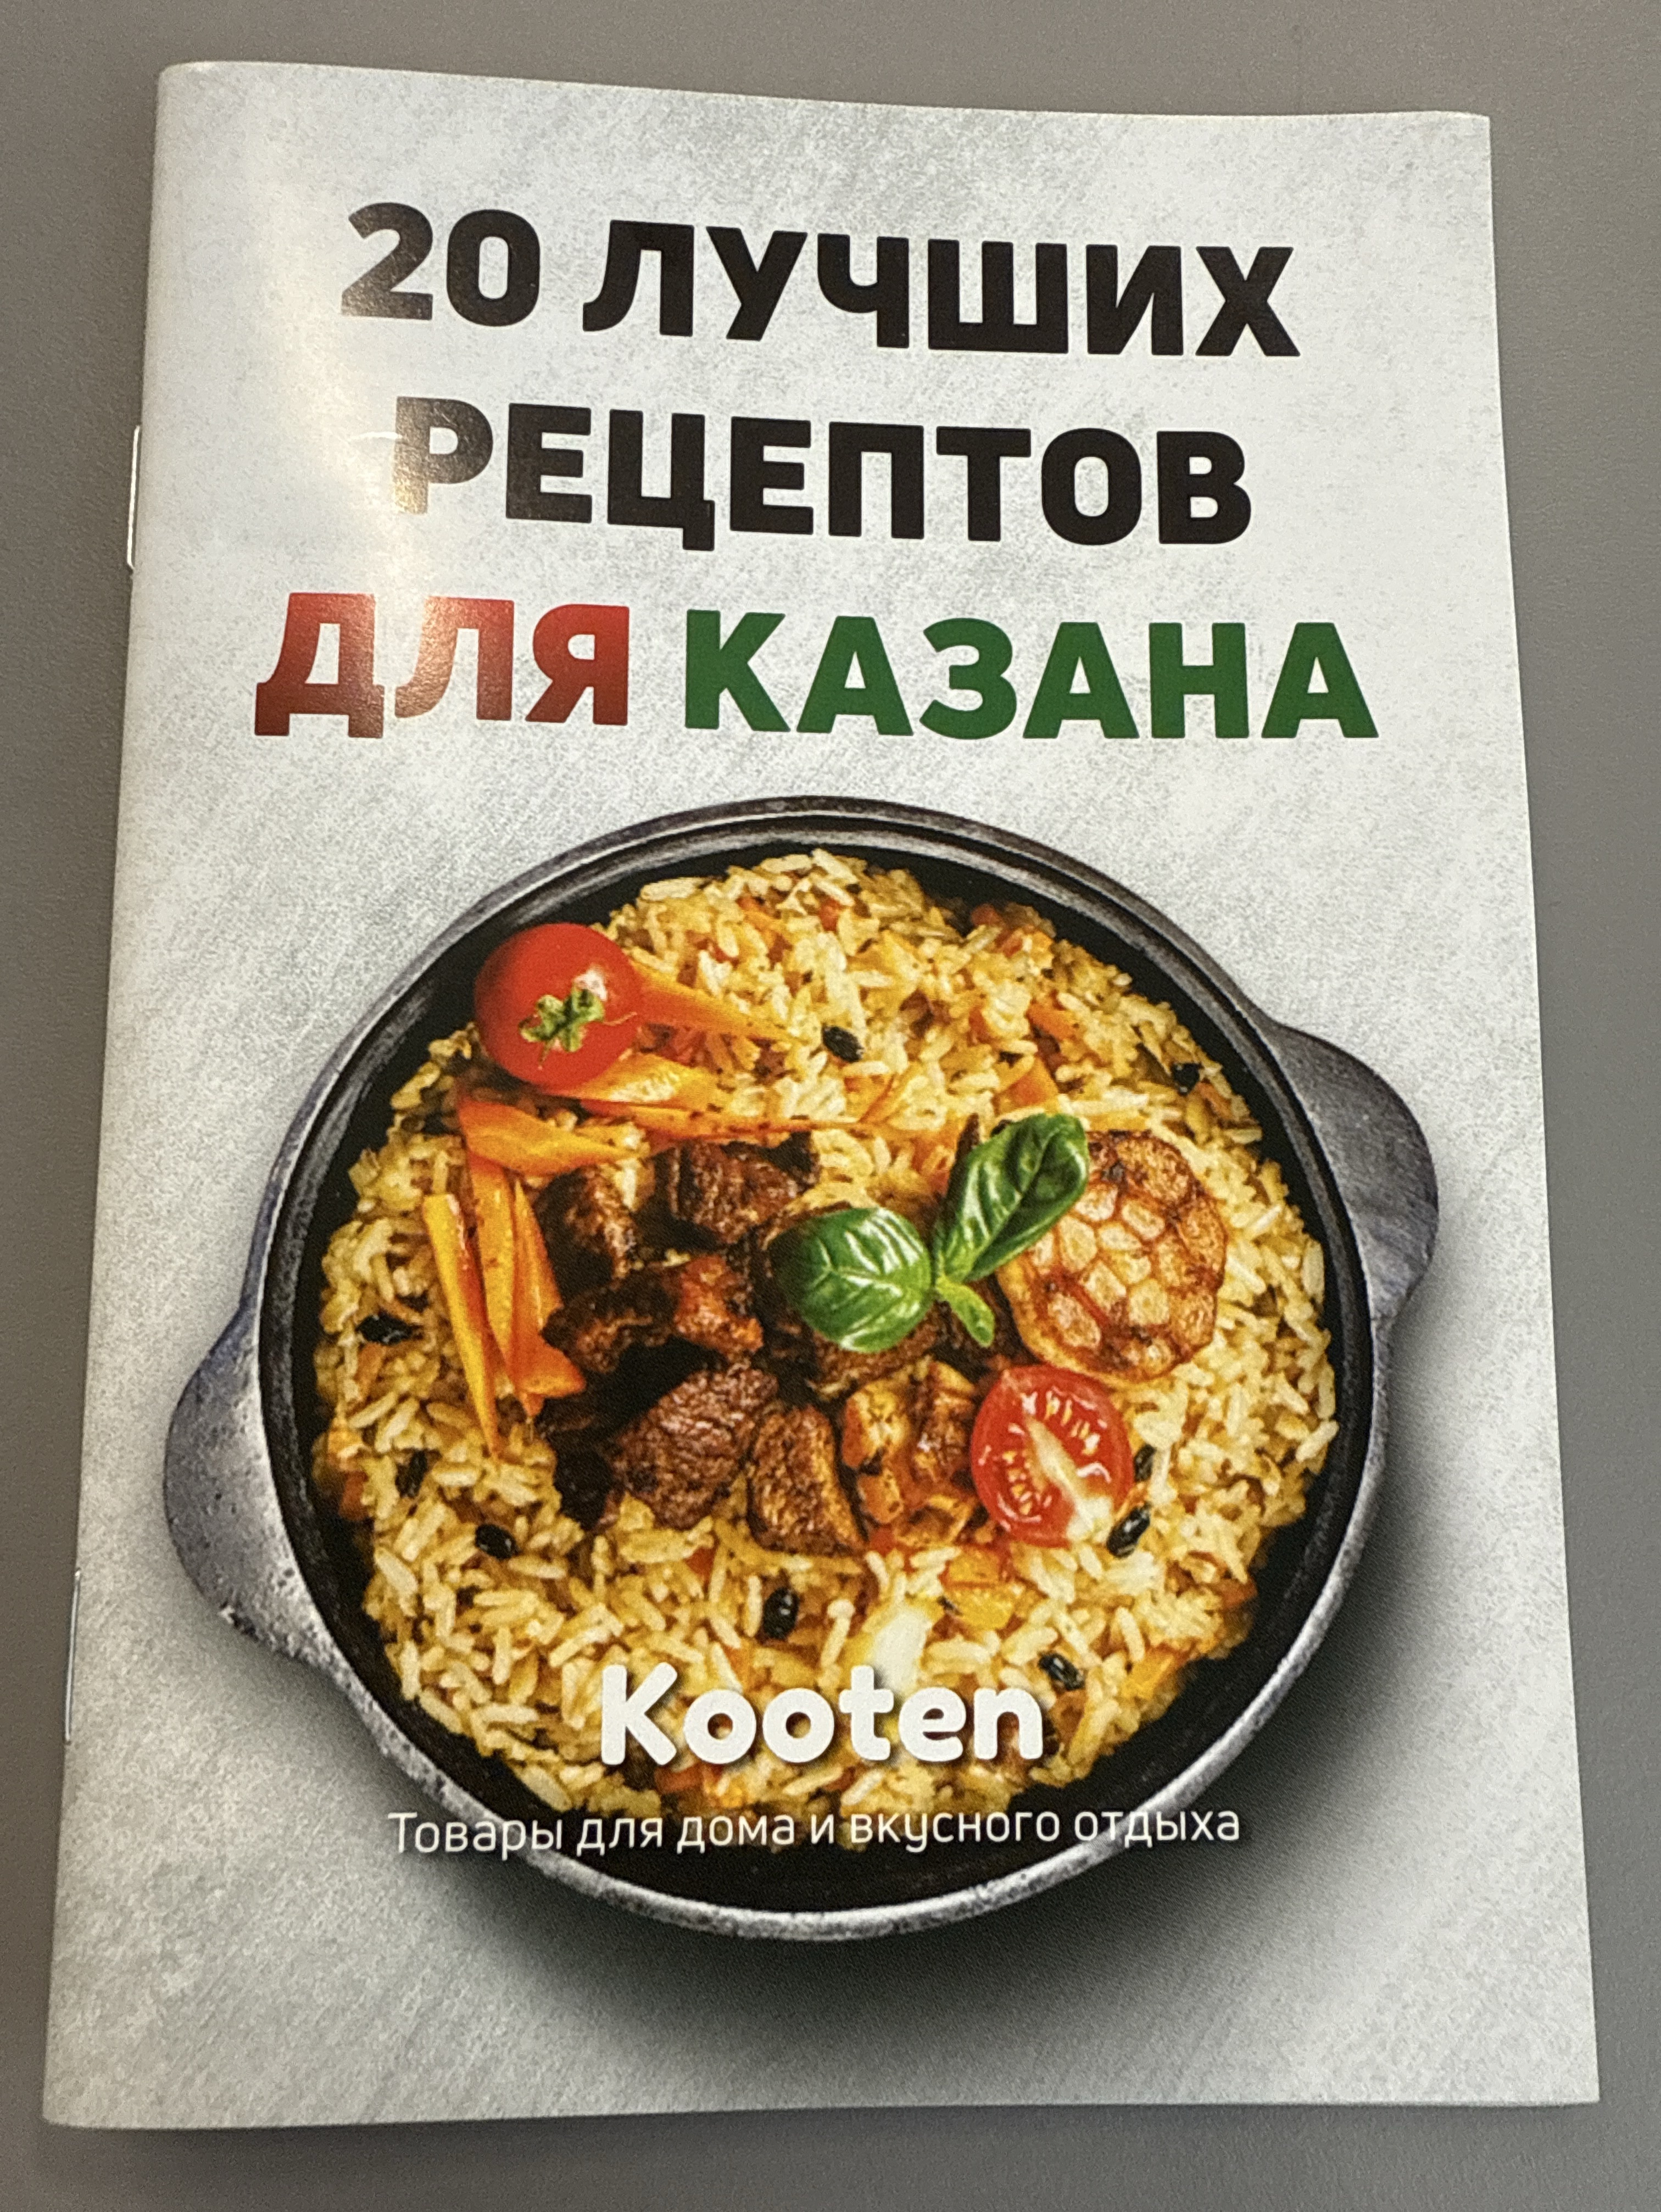 20 ЛУЧШИХ
РЕЦЕПТОВ
ДЛЯ КАЗАНА
Kooten
Товары для дома и вкусного отдыха